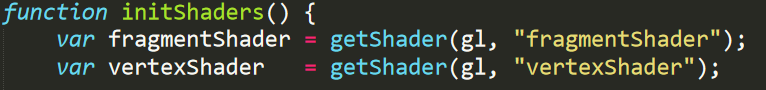 function initShaders() {
    var fragmentShader = getShader(gl, "fragmentShader");
    var vertexShader   = getShader(gl, "vertexShader");